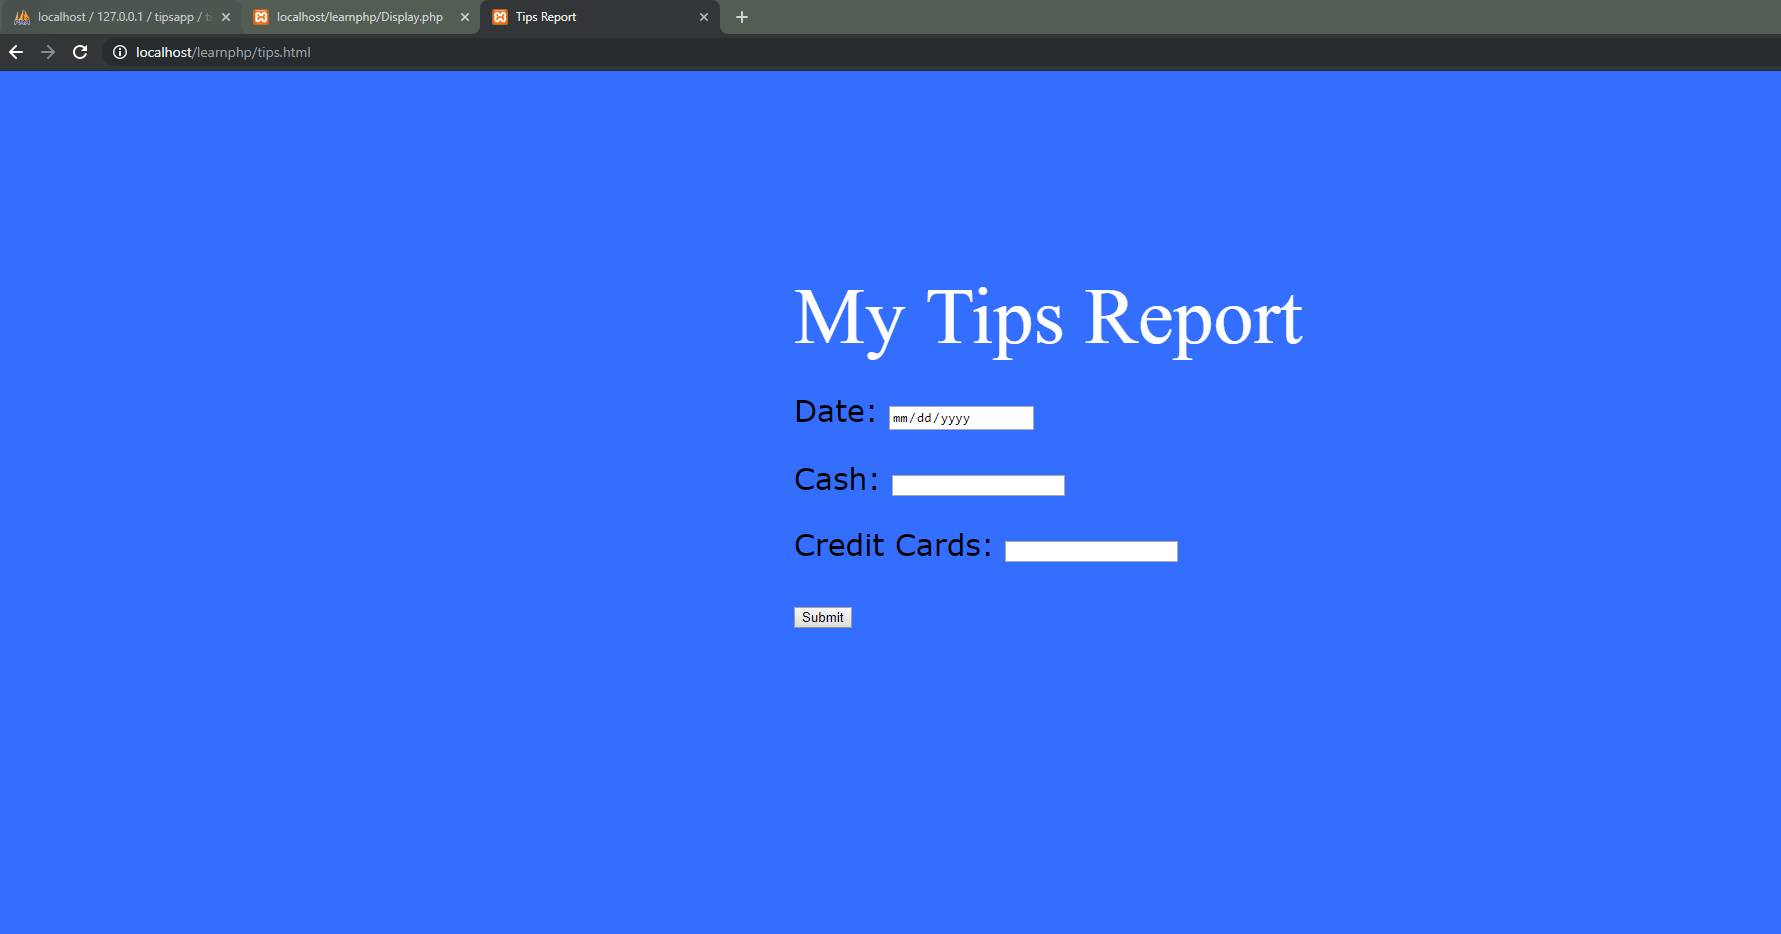 localhost / 127.0.0.1 / tipsapp /
localhost/learnphp/Display.php
Tips Report
localhost/learnphp/tips.html
My Tips Report
Date: mm/dd/yyyy
Cash:
Credit Cards:
Submit